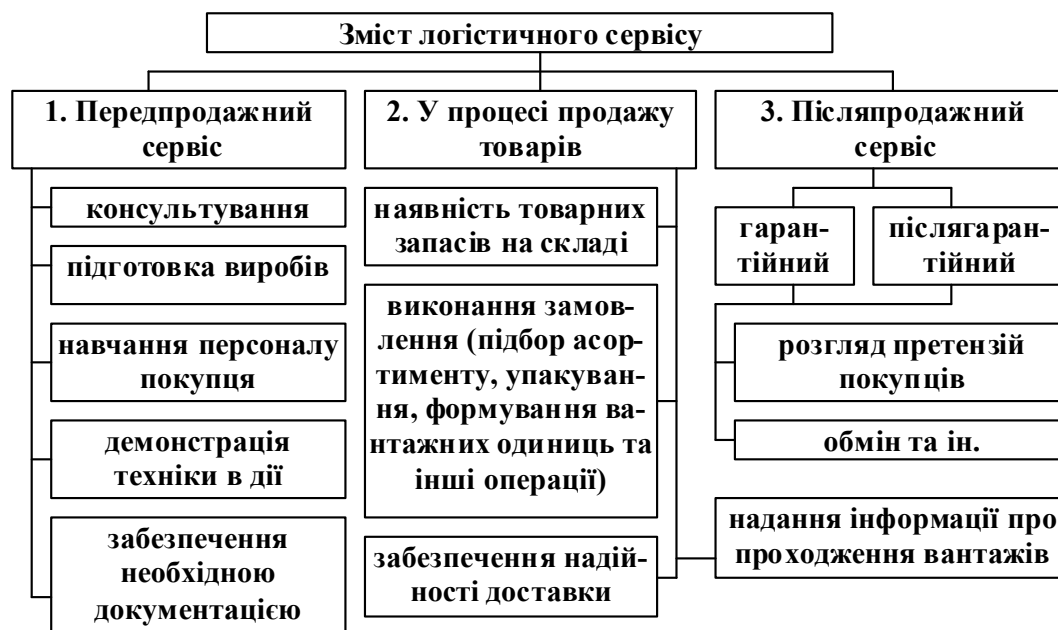 Зміст логістичного сервісу
1. Передпродажний
сервіс
консультування
підготовка виробів
навчання персоналу
покупця
демонстрація
техніки в дії
забезпечення
необхідною
документацією
2. У процесі продажу
товарів
наявність товарних
запасів на складі
виконання замов-
лення (підбор асор-
тименту, упакуван-
ня, формування ва-
нтажних одиниць та
інші операції)
забезпечення надій-
ності доставки
надання інформації про
проходження вантажів
3. Післяпродажний
сервіс
гаран-
тійний
післягаран-
тійний
розгляд претензій
покупців
обмін та ін.